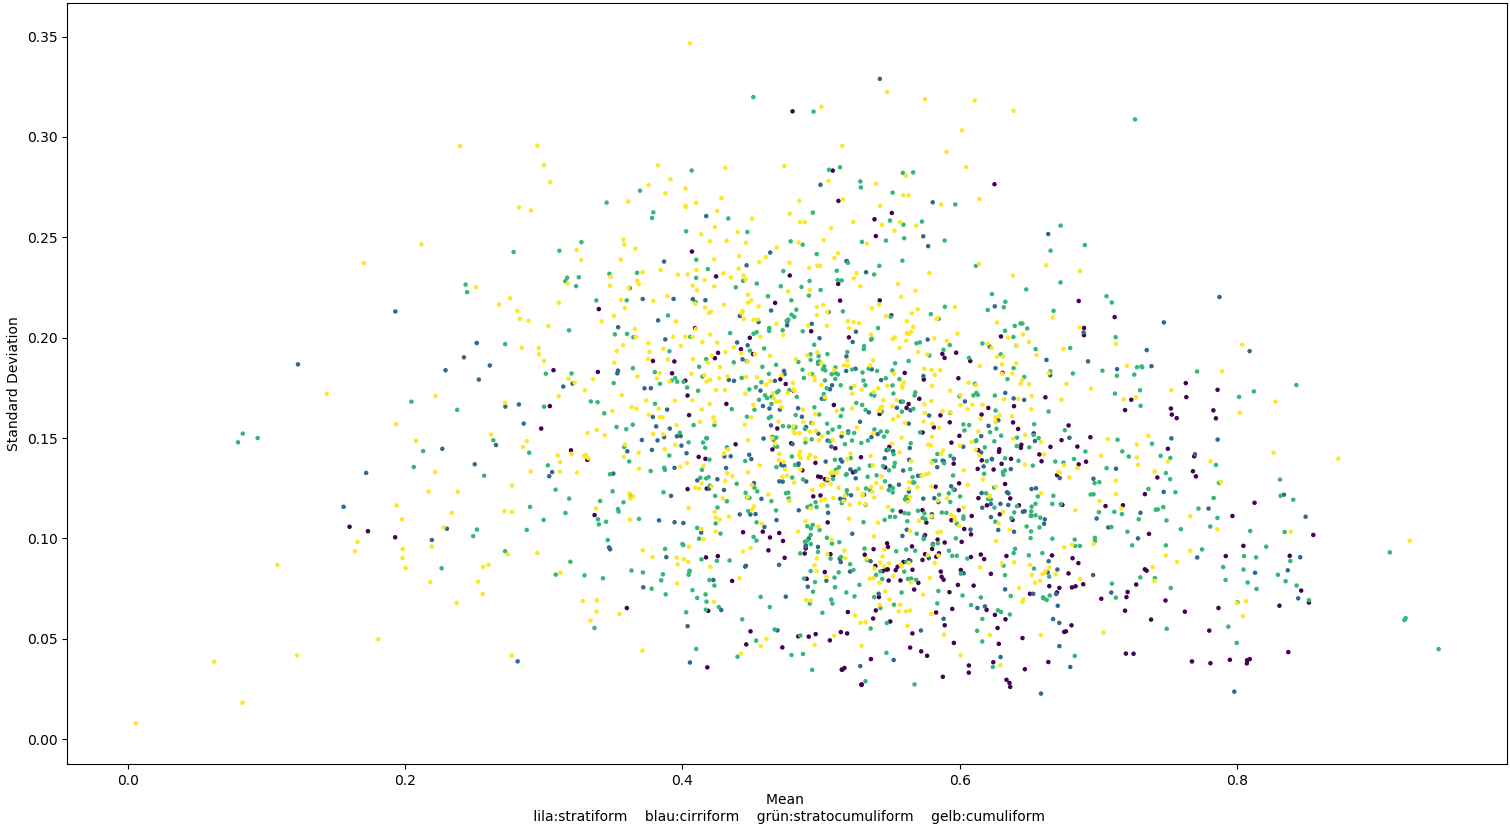 0.35
0.30
0.25
0.20
0.15
0.10
0.05
0.00
Standard Deviation
0.0 0.2 0.4 0.6 0.8
Mean
lila:stratiform blau:cirriform grün:stratocumuliform gelb:cumuliform